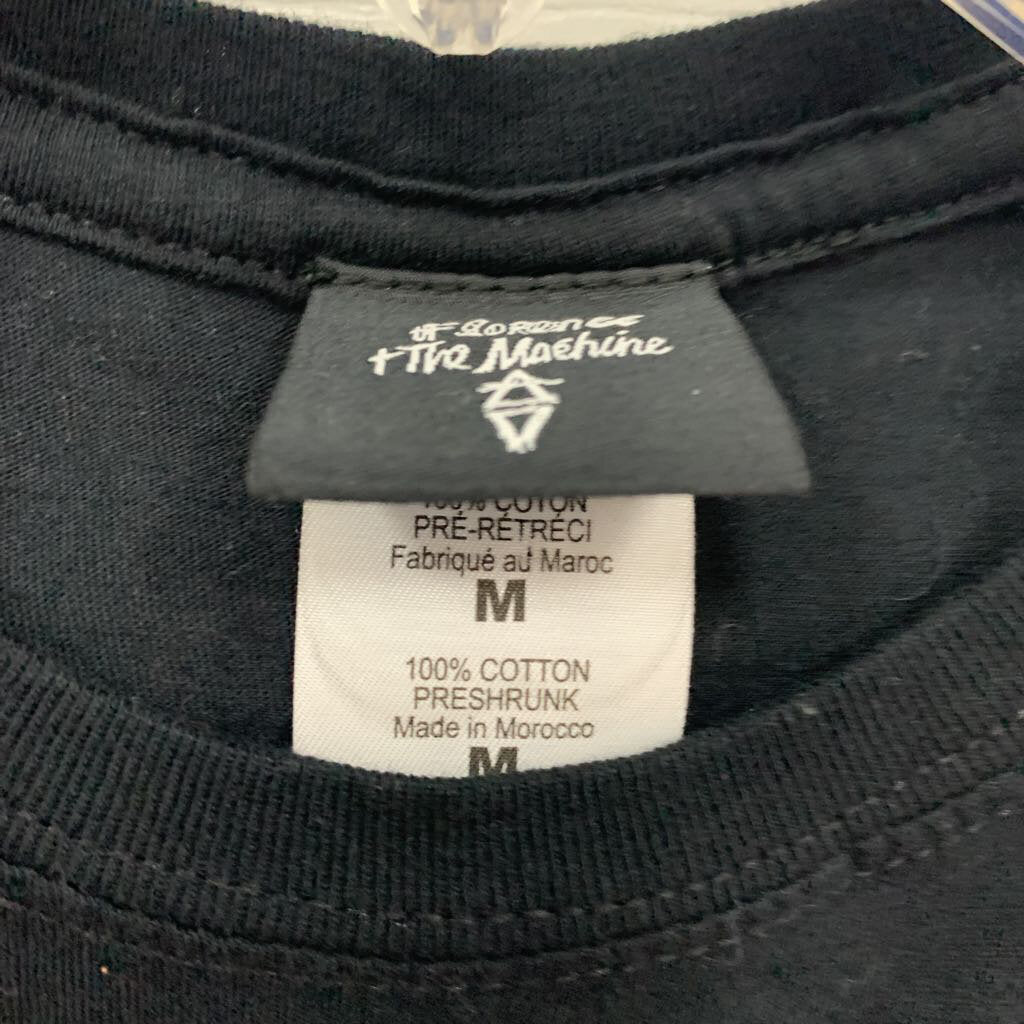 Florence
+The Machine
100% COTON
PRÉ-RÉTRÉCI
Fabriqué au Maroc
M
100% COTTON
PRESHRUNK
Made in Morocco
M